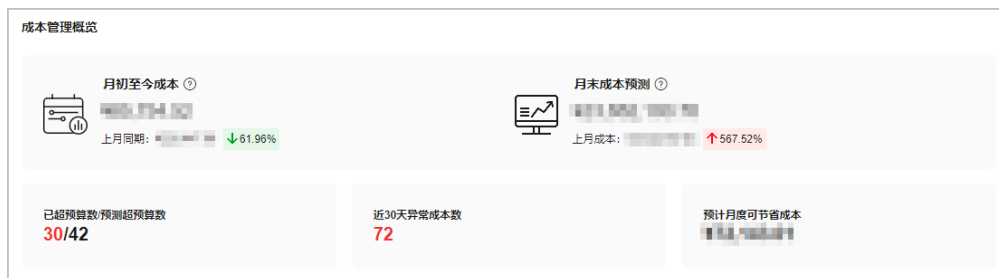 成本管理概览
月初至今成本 ?
上月同期: ↓61.96%
月末成本预测 ?
上月成本: ↑567.52%
已超预算数/预测超预算数
30/42
近30天异常成本数
72
预计月度可节省成本